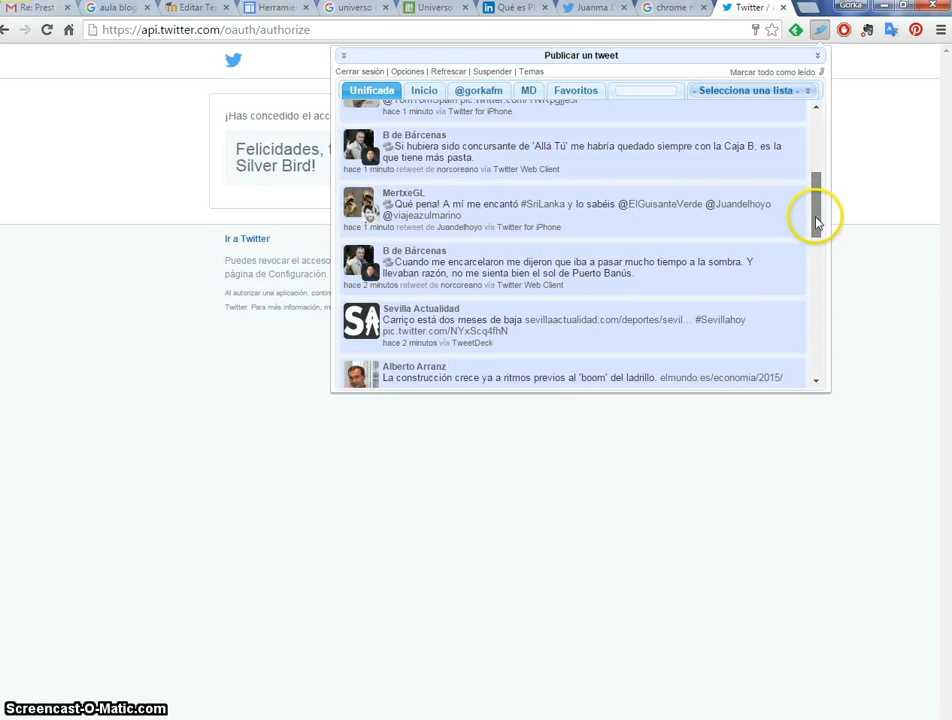 Re: Prest
aula blog
Editar Te
Herramie
universo
Universo
Qué es Pl
Juanma D
chrome
Twitter / A
Gorka
https://api.twitter.com/oauth/authorize
Publicar un tweet
Cerrar sesión | Opciones | Refrescar | Suspender | Temas
Marcar todo como leído
Unificada
Inicio
@gorkafm
MD
Favoritos
- Selecciona una lista -
¡Has concedido el acc
Felicidades, t
Silver Bird!
Ir a Twitter
Puedes revocar el acceso
página de Configuración.
Al autorizar una aplicación, contin
Twitter. Para más información, m
hace 1 minuto vía Twitter for iPhone
B de Bárcenas
Si hubiera sido concursante de 'Allá Tú' me habría quedado siempre con la Caja B, es la
que tiene más pasta.
hace 1 minuto retweet de norcoreano vía Twitter Web Client
MertxeGL
Qué pena! A mí me encantó #SriLanka y lo sabéis @ElGuisanteVerde @Juandelhoyo
@viajeazulmarino
hace 1 minuto retweet de Juandelhoyo vía Twitter for iPhone
B de Bárcenas
Cuando me encarcelaron me dijeron que iba a pasar mucho tiempo a la sombra. Y
llevaban razón, no me sienta bien el sol de Puerto Banús.
hace 2 minutos retweet de norcoreano vía Twitter Web Client
Sevilla Actualidad
Carriço está dos meses de baja sevillaactualidad.com/deportes/sevil... #Sevillahoy
pic.twitter.com/NYxScq4fhN
hace 2 minutos vía TweetDeck
Alberto Arranz
La construcción crece ya a ritmos previos al 'boom' del ladrillo. elmundo.es/economia/2015/
Screencast-O-Matic.com